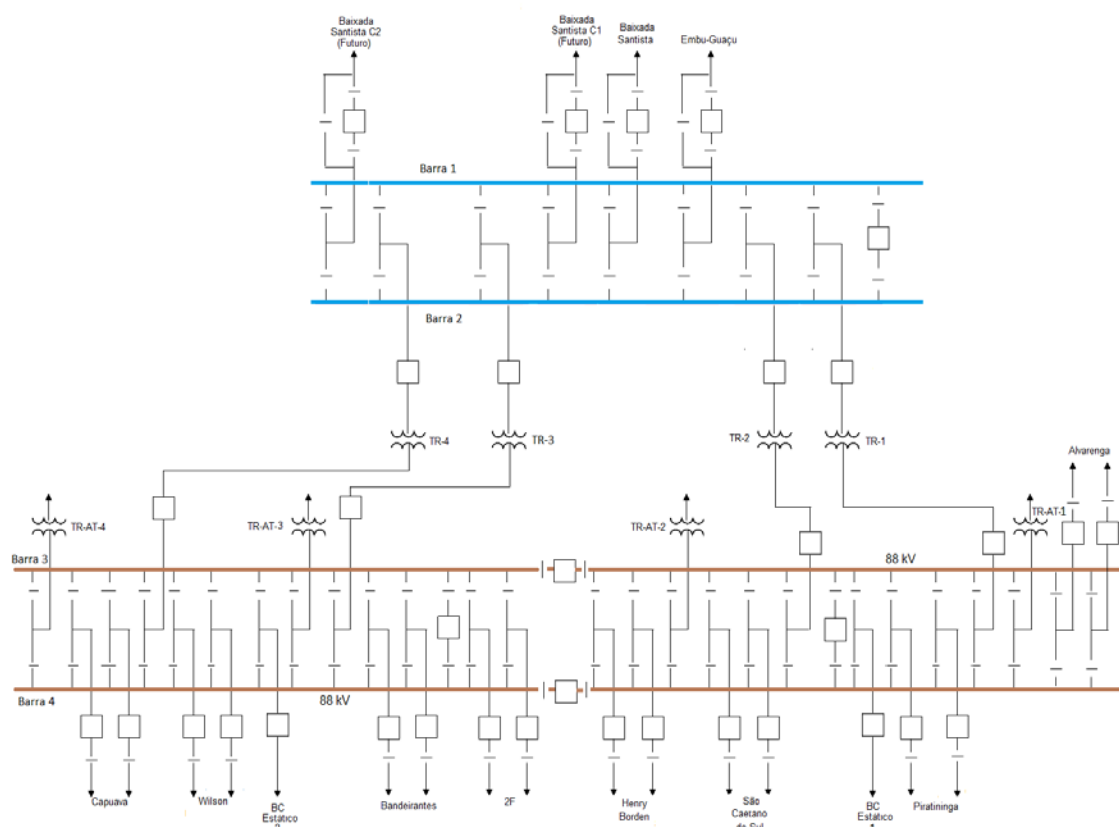 Baixada
Santista C2
(Futuro)
Baixada
Santista C1
(Futuro)
Baixada
Santista
Embu-Guaçu
Barra 1
Barra 2
TR-4
TR-3
TR-2
TR-1
Alvarenga
TR-AT-4
TR-AT-3
TR-AT-2
TR-AT-1
Barra 3
88 kV
Barra 4
88 kV
Capuava
Wilson
BC
Estático
Bandeirantes
2F
Henry
Borden
São
Caetano
do Sul
BC
Estático
Piratininga